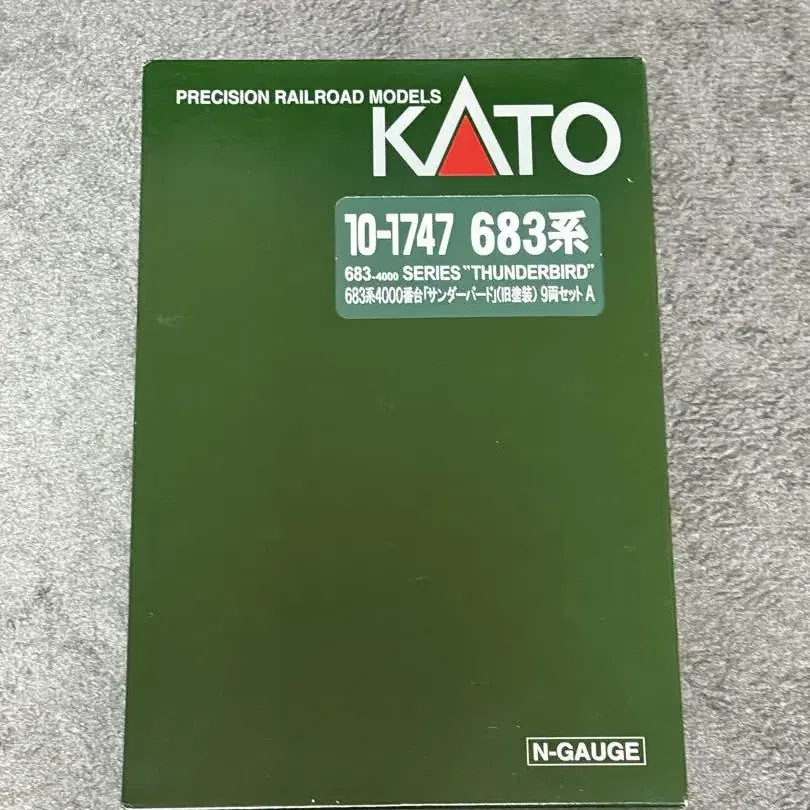 PRECISION RAILROAD MODELS
KATO
10-1747 683系
683-4000 SERIES "THUNDERBIRD"
683系4000番台「サンダーバード」(旧塗装) 9両セット A
N-GAUGE